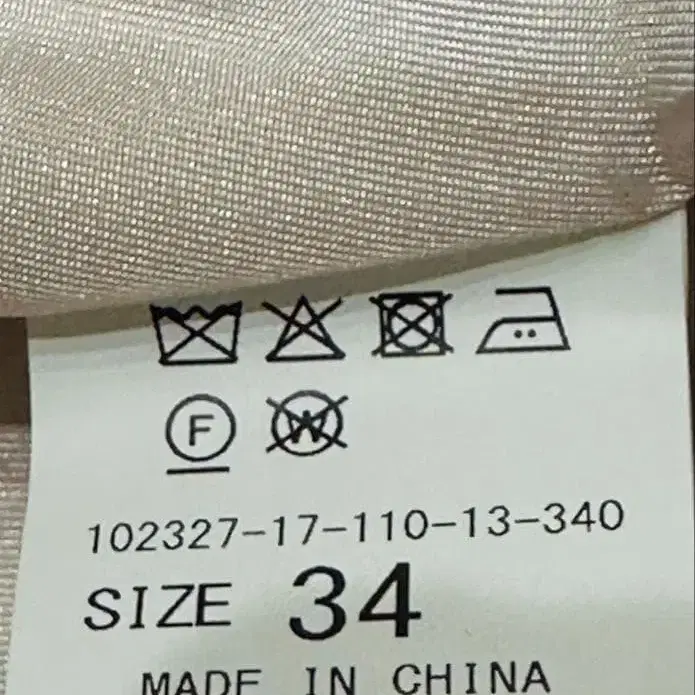 F W
102327-17-110-13-340
SIZE 34
MADE IN CHINA